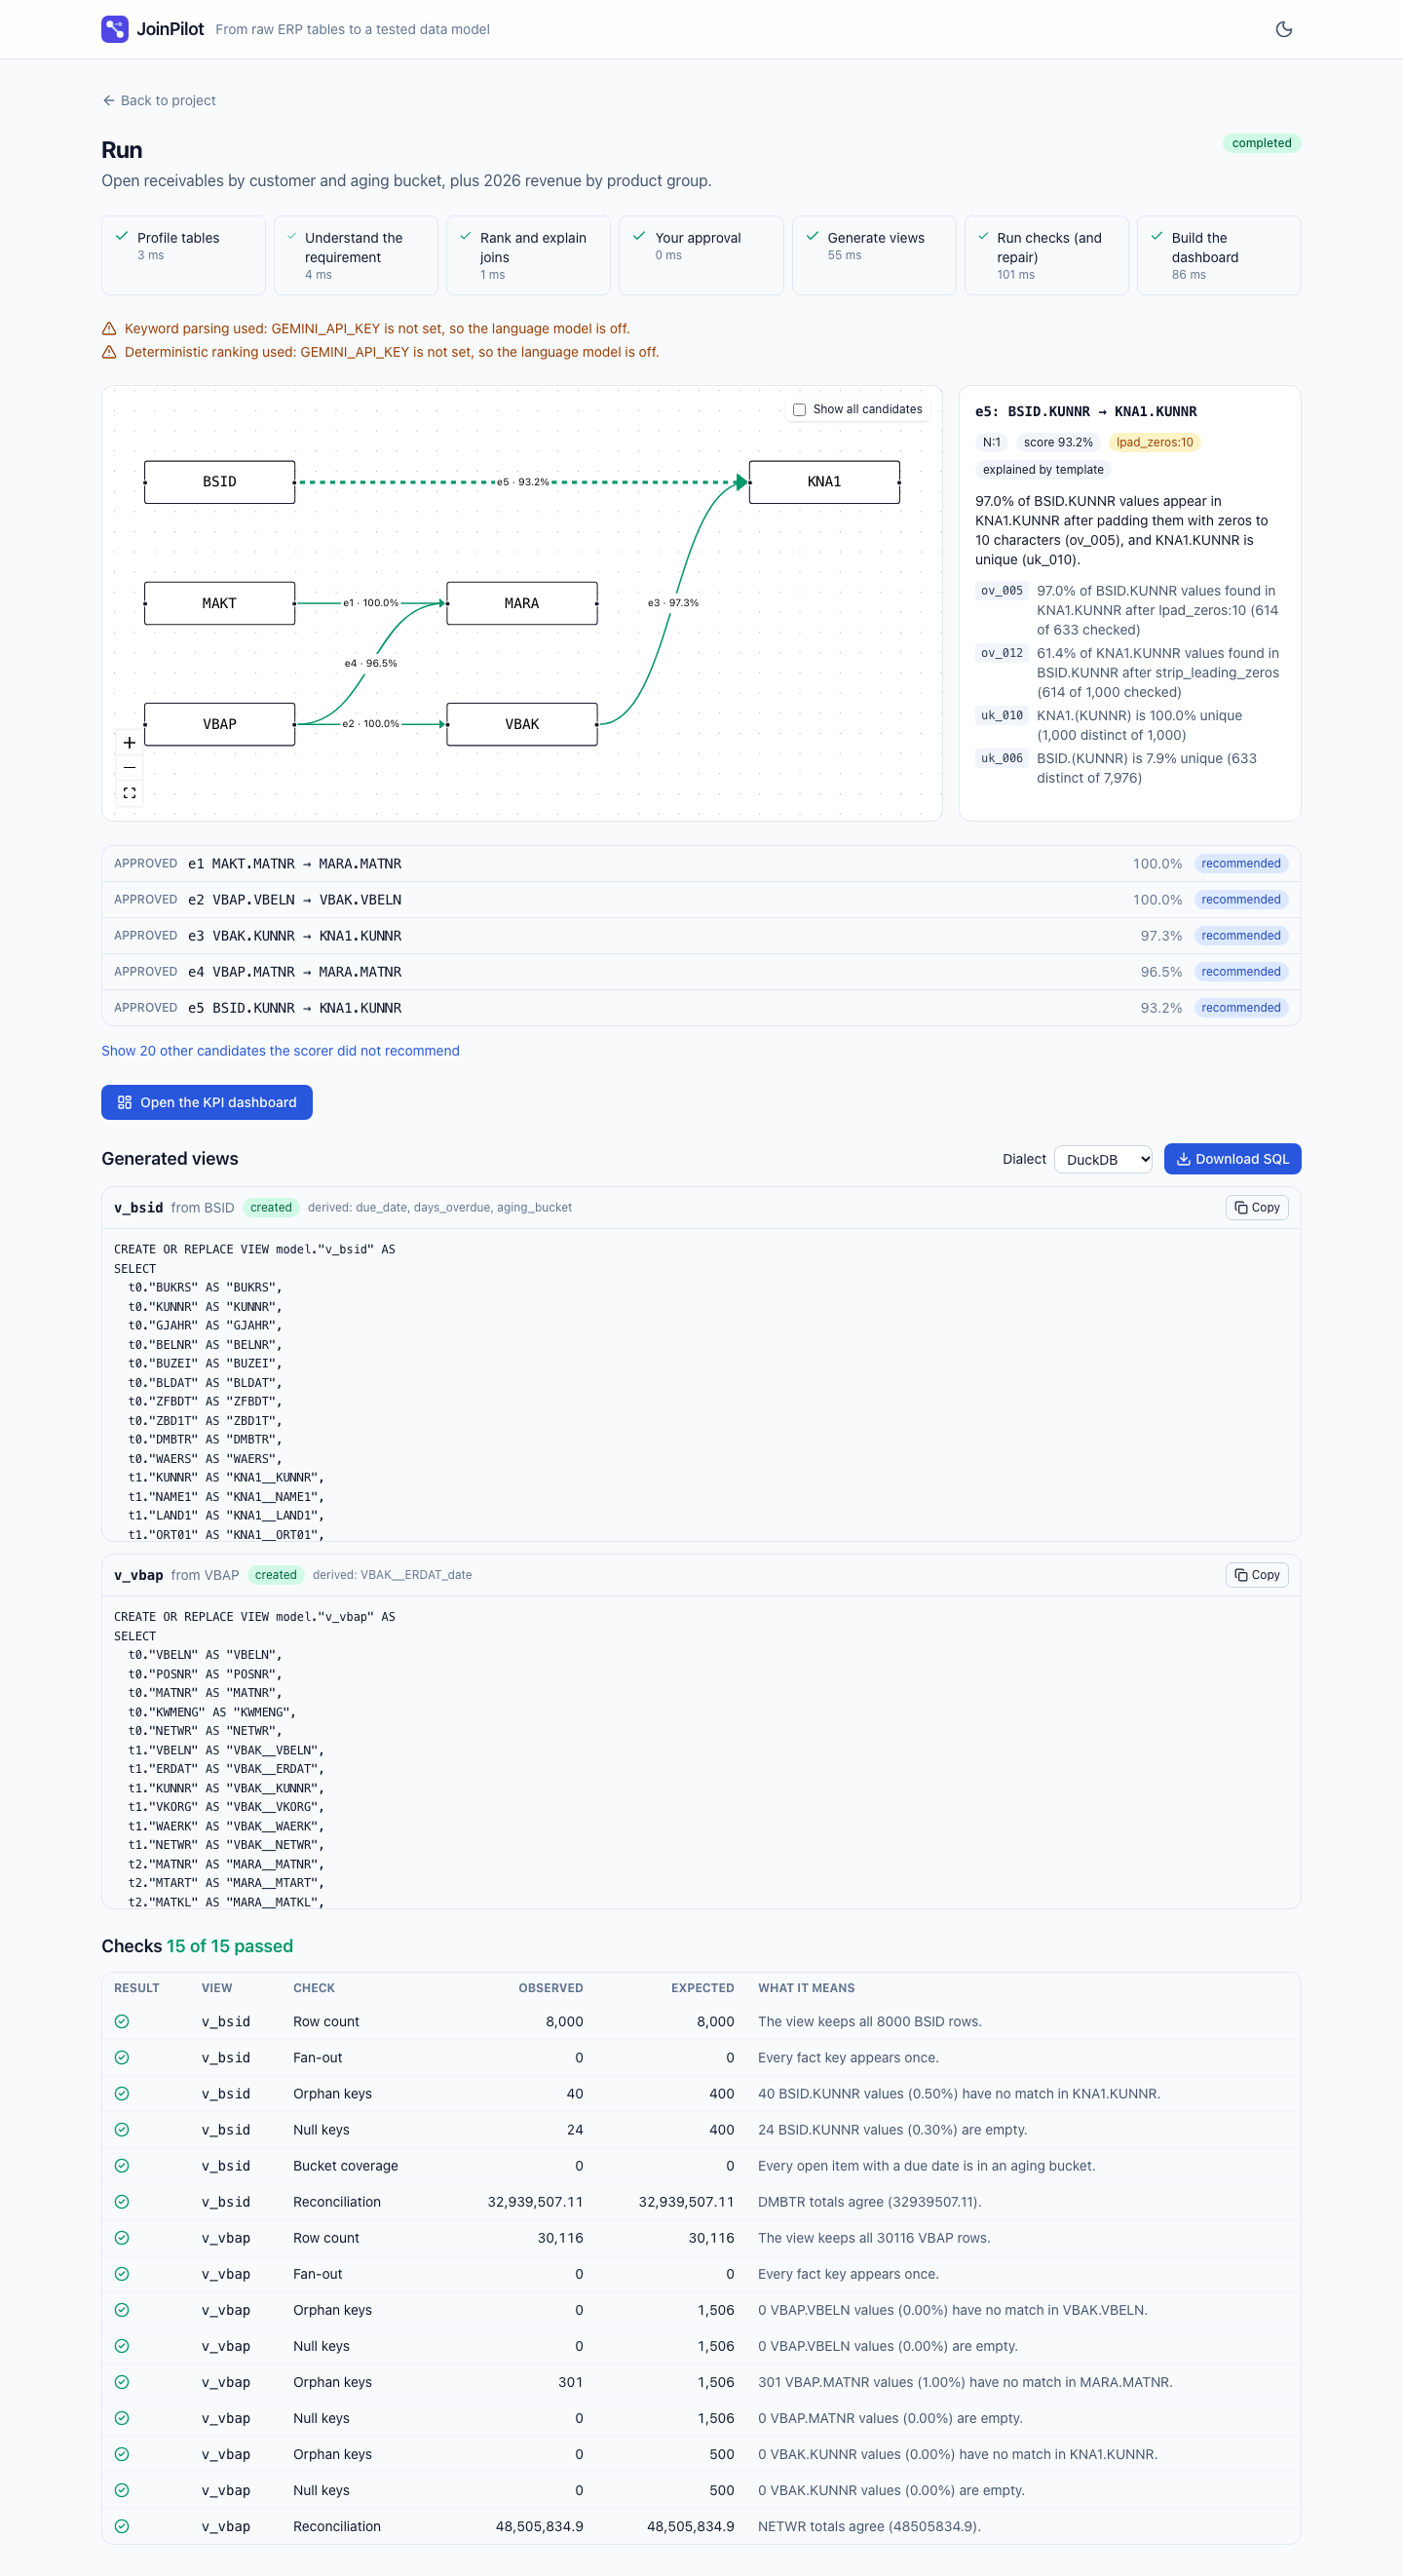 JoinPilot From raw ERP tables to a tested data model
Back to project
Run
completed
Open receivables by customer and aging bucket, plus 2026 revenue by product group.
Profile tables
3 ms
Understand the
requirement
4 ms
Rank and explain
joins
1 ms
Your approval
0 ms
Generate views
55 ms
Run checks (and
repair)
101 ms
Build the
dashboard
86 ms
Keyword parsing used: GEMINI_API_KEY is not set, so the language model is off.
Deterministic ranking used: GEMINI_API_KEY is not set, so the language model is off.
Show all candidates
BSID
e5 · 93.2%
KNA1
MAKT
e1 · 100.0%
MARA
e3 · 97.3%
e4 · 96.5%
VBAP
e2 · 100.0%
VBAK
e5: BSID.KUNNR → KNA1.KUNNR
N:1 score 93.2% lpad_zeros:10
explained by template
97.0% of BSID.KUNNR values appear in
KNA1.KUNNR after padding them with zeros to
10 characters (ov_005), and KNA1.KUNNR is
unique (uk_010).
ov_005 97.0% of BSID.KUNNR values found in
KNA1.KUNNR after lpad_zeros:10 (614
of 633 checked)
ov_012 61.4% of KNA1.KUNNR values found in
BSID.KUNNR after strip_leading_zeros
(614 of 1,000 checked)
uk_010 KNA1.(KUNNR) is 100.0% unique
(1,000 distinct of 1,000)
uk_006 BSID.(KUNNR) is 7.9% unique (633
distinct of 7,976)
APPROVED e1 MAKT.MATNR → MARA.MATNR 100.0% recommended
APPROVED e2 VBAP.VBELN → VBAK.VBELN 100.0% recommended
APPROVED e3 VBAK.KUNNR → KNA1.KUNNR 97.3% recommended
APPROVED e4 VBAP.MATNR → MARA.MATNR 96.5% recommended
APPROVED e5 BSID.KUNNR → KNA1.KUNNR 93.2% recommended
Show 20 other candidates the scorer did not recommend
Open the KPI dashboard
Generated views
Dialect DuckDB Download SQL
v_bsid from BSID created derived: due_date, days_overdue, aging_bucket Copy
CREATE OR REPLACE VIEW model."v_bsid" AS
SELECT
t0."BUKRS" AS "BUKRS",
t0."KUNNR" AS "KUNNR",
t0."GJAHR" AS "GJAHR",
t0."BELNR" AS "BELNR",
t0."BUZEI" AS "BUZEI",
t0."BLDAT" AS "BLDAT",
t0."ZFBDT" AS "ZFBDT",
t0."ZBD1T" AS "ZBD1T",
t0."DMBTR" AS "DMBTR",
t0."WAERS" AS "WAERS",
t1."KUNNR" AS "KNA1__KUNNR",
t1."NAME1" AS "KNA1__NAME1",
t1."LAND1" AS "KNA1__LAND1",
t1."ORT01" AS "KNA1__ORT01",
v_vbap from VBAP created derived: VBAK__ERDAT_date Copy
CREATE OR REPLACE VIEW model."v_vbap" AS
SELECT
t0."VBELN" AS "VBELN",
t0."POSNR" AS "POSNR",
t0."MATNR" AS "MATNR",
t0."KWMENG" AS "KWMENG",
t0."NETWR" AS "NETWR",
t1."VBELN" AS "VBAK__VBELN",
t1."ERDAT" AS "VBAK__ERDAT",
t1."KUNNR" AS "VBAK__KUNNR",
t1."VKORG" AS "VBAK__VKORG",
t1."WAERK" AS "VBAK__WAERK",
t1."NETWR" AS "VBAK__NETWR",
t2."MATNR" AS "MARA__MATNR",
t2."MTART" AS "MARA__MTART",
t2."MATKL" AS "MARA__MATKL",
Checks 15 of 15 passed
RESULT VIEW CHECK OBSERVED EXPECTED WHAT IT MEANS
v_bsid Row count 8,000 8,000 The view keeps all 8000 BSID rows.
v_bsid Fan-out 0 0 Every fact key appears once.
v_bsid Orphan keys 40 400 40 BSID.KUNNR values (0.50%) have no match in KNA1.KUNNR.
v_bsid Null keys 24 400 24 BSID.KUNNR values (0.30%) are empty.
v_bsid Bucket coverage 0 0 Every open item with a due date is in an aging bucket.
v_bsid Reconciliation 32,939,507.11 32,939,507.11 DMBTR totals agree (32939507.11).
v_vbap Row count 30,116 30,116 The view keeps all 30116 VBAP rows.
v_vbap Fan-out 0 0 Every fact key appears once.
v_vbap Orphan keys 0 1,506 0 VBAP.VBELN values (0.00%) have no match in VBAK.VBELN.
v_vbap Null keys 0 1,506 0 VBAP.VBELN values (0.00%) are empty.
v_vbap Orphan keys 301 1,506 301 VBAP.MATNR values (1.00%) have no match in MARA.MATNR.
v_vbap Null keys 0 1,506 0 VBAP.MATNR values (0.00%) are empty.
v_vbap Orphan keys 0 500 0 VBAK.KUNNR values (0.00%) have no match in KNA1.KUNNR.
v_vbap Null keys 0 500 0 VBAK.KUNNR values (0.00%) are empty.
v_vbap Reconciliation 48,505,834.9 48,505,834.9 NETWR totals agree (48505834.9).